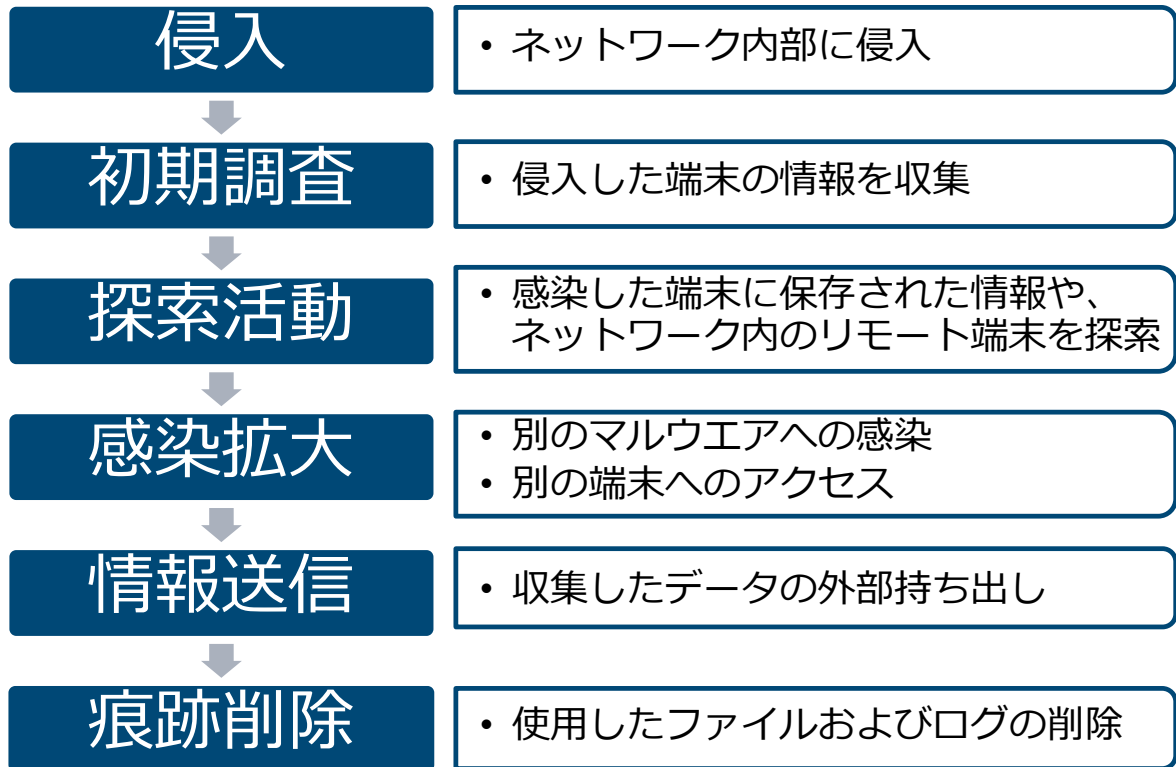 侵入
• ネットワーク内部に侵入
初期調査
• 侵入した端末の情報を収集
探索活動
• 感染した端末に保存された情報や、
ネットワーク内のリモート端末を探索
感染拡大
• 別のマルウエアへの感染
• 別の端末へのアクセス
情報送信
• 収集したデータの外部持ち出し
痕跡削除
• 使用したファイルおよびログの削除